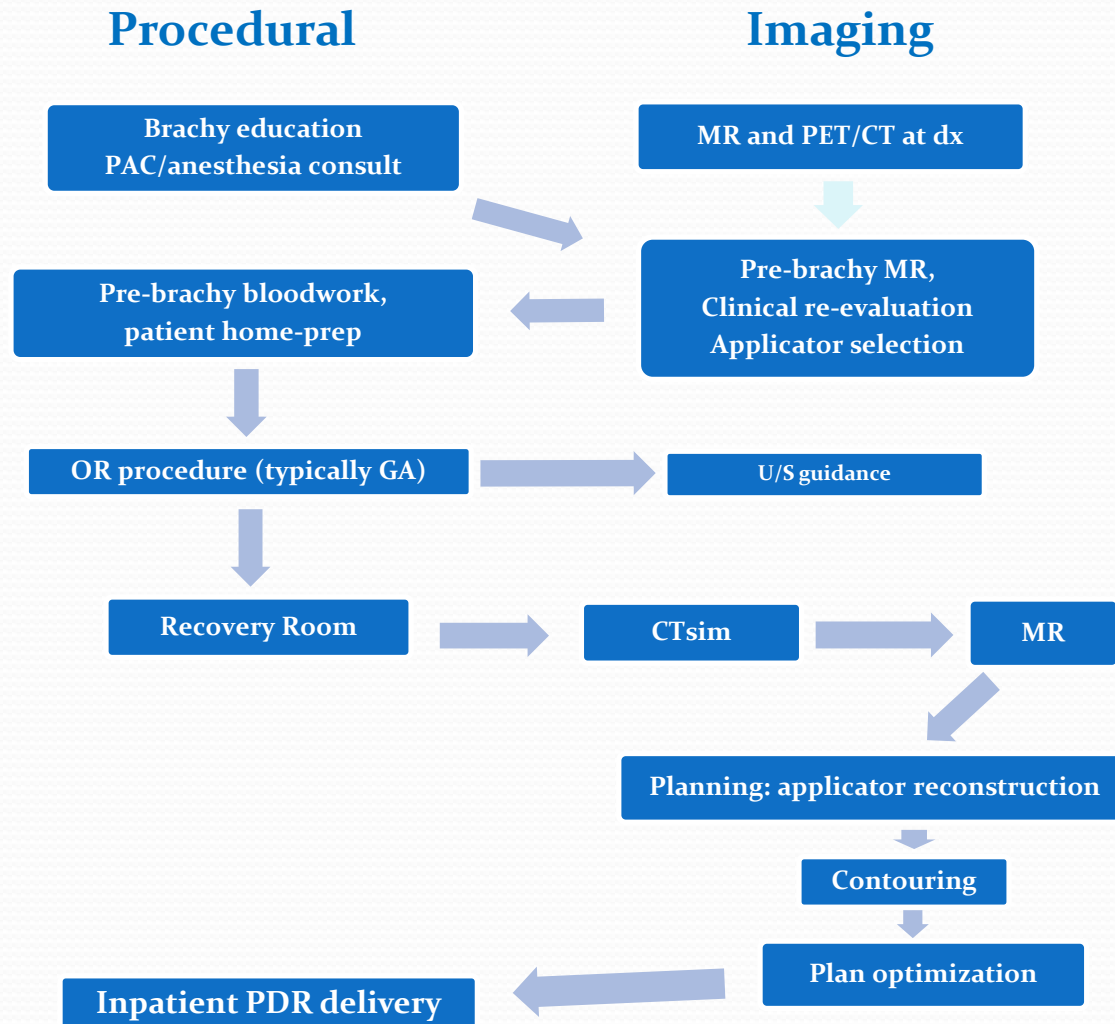 Procedural
Imaging
Brachy education
PAC/anesthesia consult
MR and PET/CT at dx
Pre-brachy MR,
Clinical re-evaluation
Applicator selection
Pre-brachy bloodwork,
patient home-prep
OR procedure (typically GA)
U/S guidance
Recovery Room
CTsim
MR
Planning: applicator reconstruction
Contouring
Plan optimization
Inpatient PDR delivery